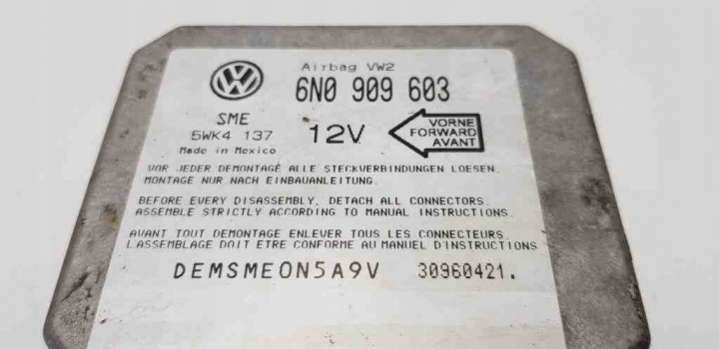 Airbag VW2
6N0 909 603
SME
5WK4 137
Made in Mexico
12V
VORNE
FORWARD
AVANT
VOR JEDER DEMONTAGE ALLE STECKVERBINDUNGEN LOESEN.
MONTAGE NUR NACH EINBAUANLEITUNG.
BEFORE EVERY DISASSEMBLY, DETACH ALL CONNECTORS.
ASSEMBLE STRICTLY ACCORDING TO MANUAL INSTRUCTIONS.
AVANT TOUT DEMONTAGE ENLEVER TOUS LES CONNECTEURS.
L'ASSEMBLAGE DOIT ETRE CONFORME AU MANUEL D'INSTRUCTIONS
DEMSME0N5A9V 30960421.